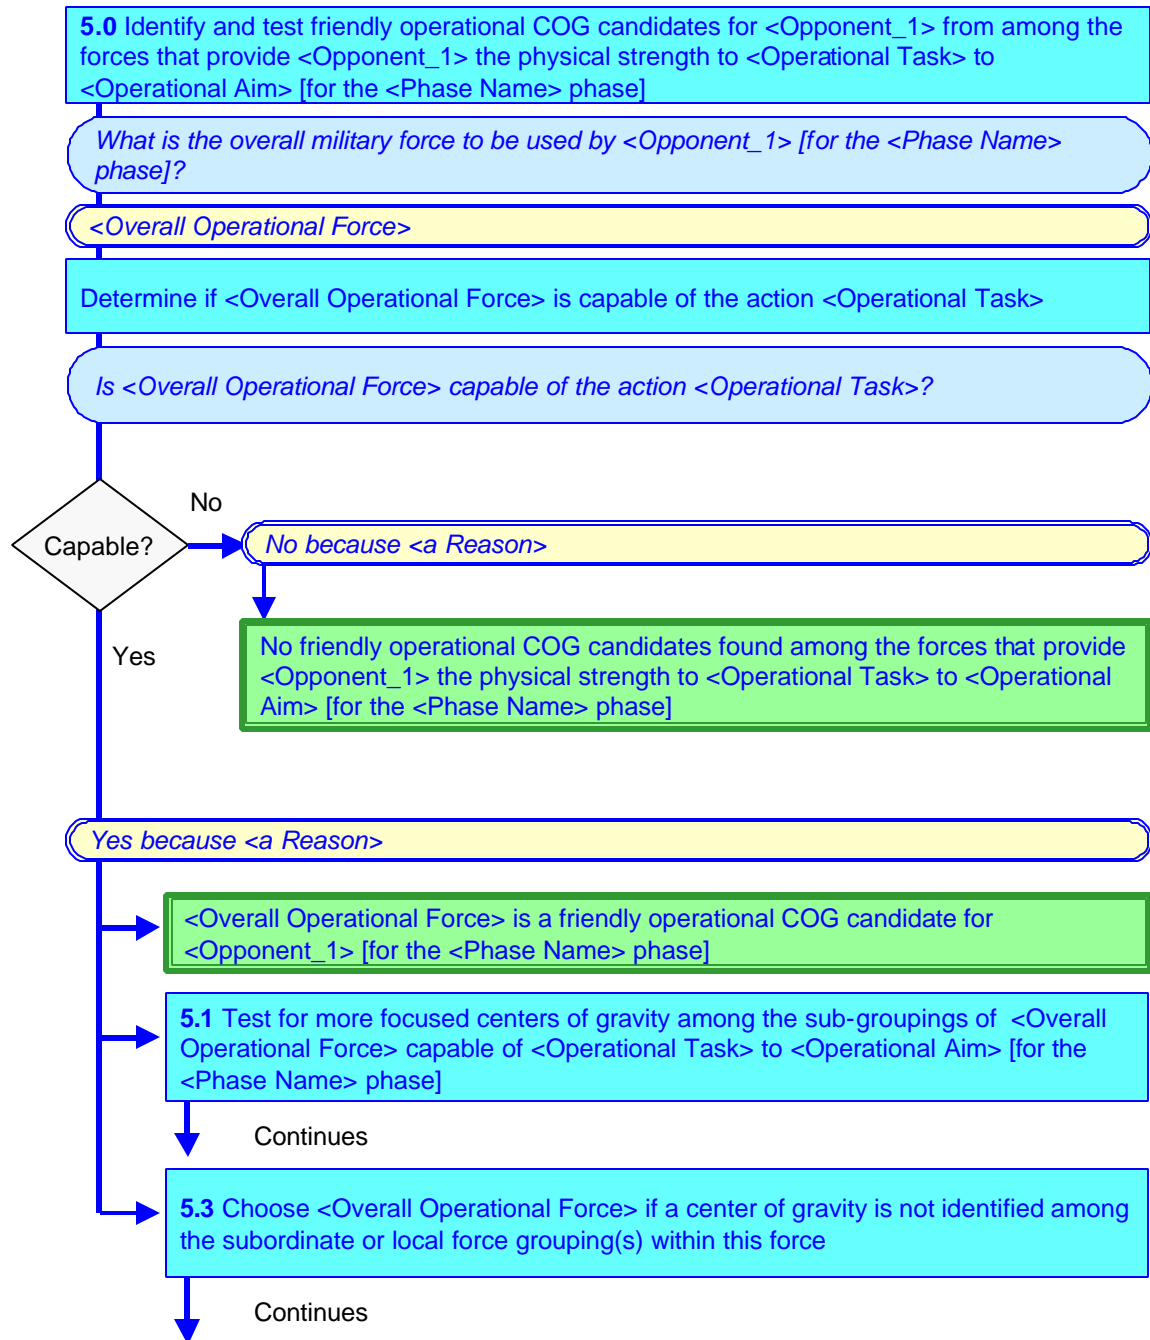 5.0 Identify and test friendly operational COG candidates for <Opponent_1> from among the
forces that provide <Opponent_1> the physical strength to <Operational Task> to
<Operational Aim> [for the <Phase Name> phase]
What is the overall military force to be used by <Opponent_1> [for the <Phase Name>
phase]?
<Overall Operational Force>
Determine if <Overall Operational Force> is capable of the action <Operational Task>
Is <Overall Operational Force> capable of the action <Operational Task>?
Capable?
No
No because <a Reason>
No friendly operational COG candidates found among the forces that provide
<Opponent_1> the physical strength to <Operational Task> to <Operational
Aim> [for the <Phase Name> phase]
Yes
Yes because <a Reason>
<Overall Operational Force> is a friendly operational COG candidate for
<Opponent_1> [for the <Phase Name> phase]
5.1 Test for more focused centers of gravity among the sub-groupings of <Overall
Operational Force> capable of <Operational Task> to <Operational Aim> [for the
<Phase Name> phase]
Continues
5.3 Choose <Overall Operational Force> if a center of gravity is not identified among
the subordinate or local force grouping(s) within this force
Continues